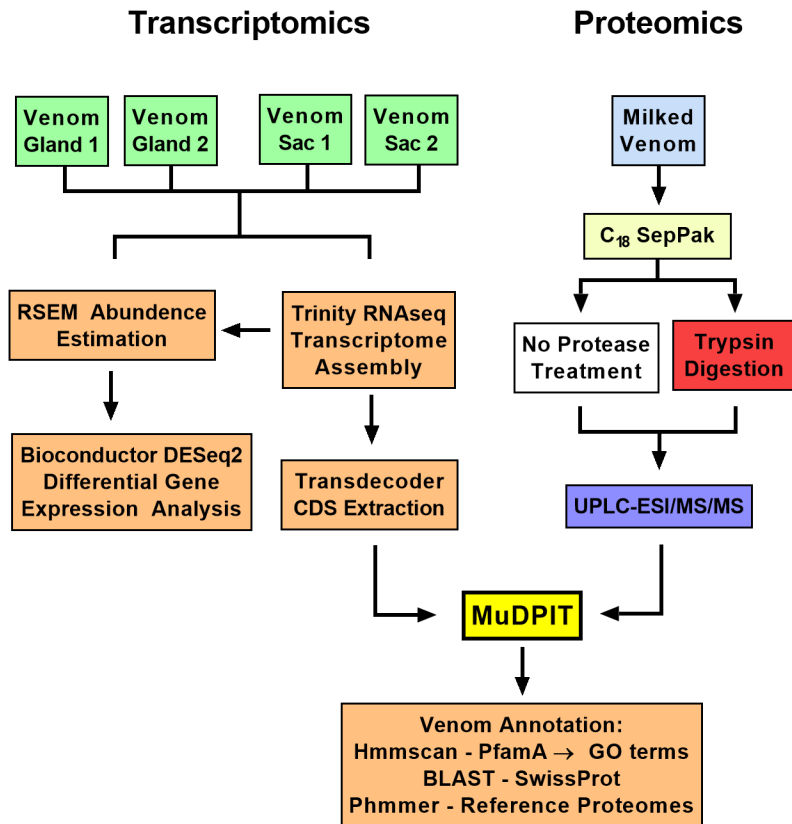 Transcriptomics
Proteomics
Venom
Gland 1
Venom
Gland 2
Venom
Sac 1
Venom
Sac 2
Milked
Venom
C₁₈ SepPak
RSEM Abundence
Estimation
Trinity RNAseq
Transcriptome
Assembly
No Protease
Treatment
Trypsin
Digestion
Bioconductor DESeq2
Differential Gene
Expression Analysis
Transdecoder
CDS Extraction
UPLC-ESI/MS/MS
MuDPIT
Venom Annotation:
Hmmscan - PfamA → GO terms
BLAST - SwissProt
Phmmer - Reference Proteomes